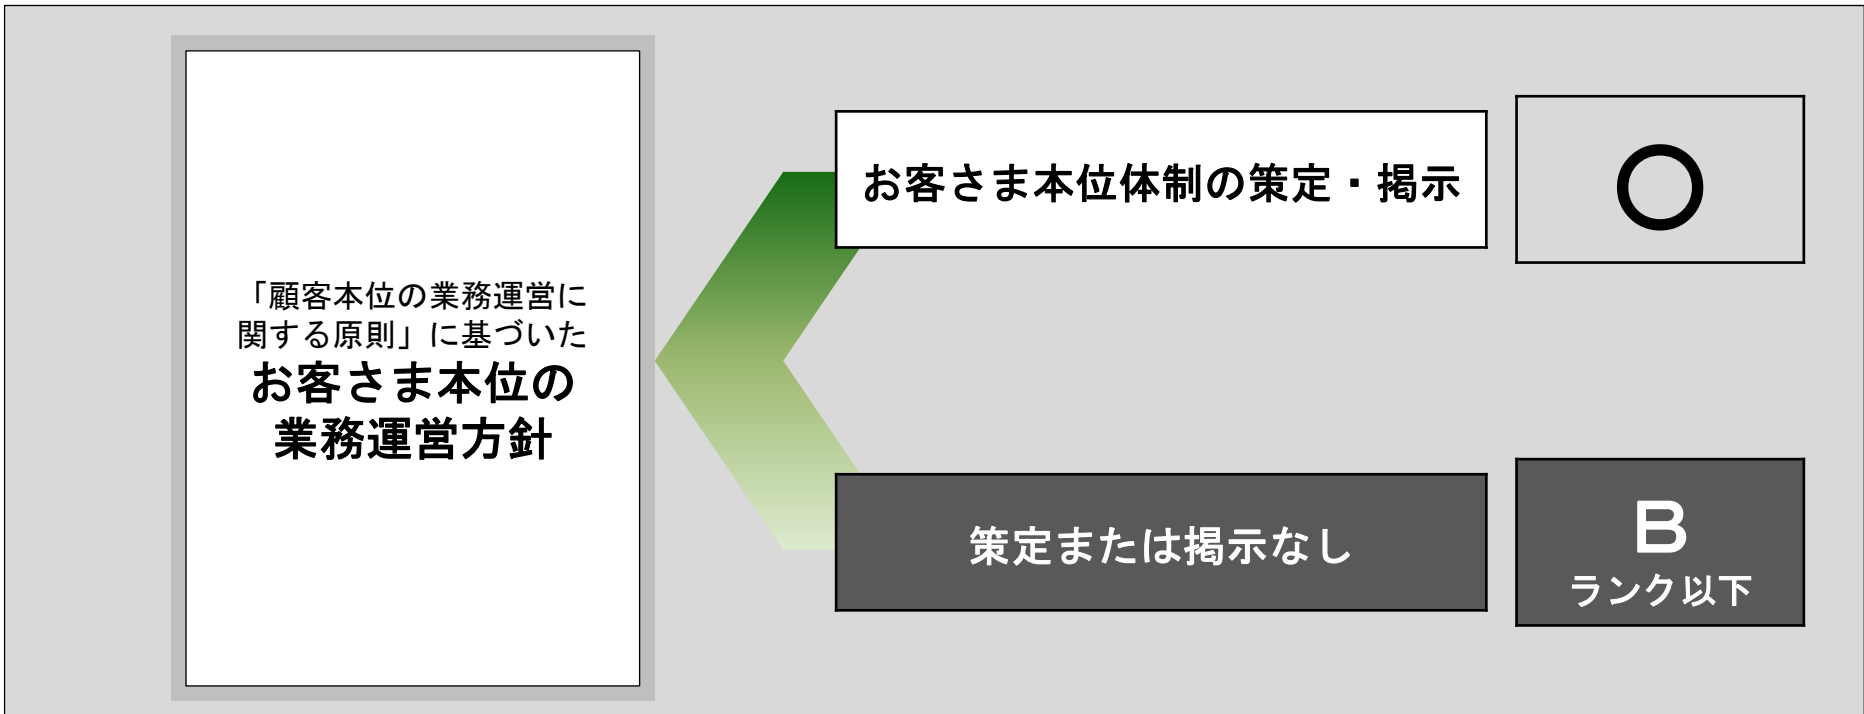 「顧客本位の業務運営に
関する原則」に基づいた
お客さま本位の
業務運営方針
お客さま本位体制の策定・掲示
○
策定または掲示なし
B
ランク以下